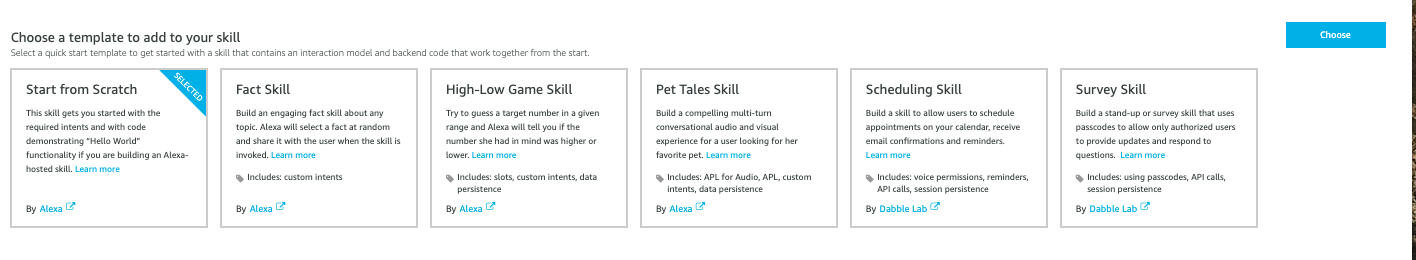 Choose a template to add to your skill
Choose
Select a quick start template to get started with a skill that contains an interaction model and backend code that work together from the start.
Start from Scratch
SELECTED
This skill gets you started with the
required intents and with code
demonstrating "Hello World"
functionality if you are building an Alexa-
hosted skill. Learn more
By Alexa
Fact Skill
Build an engaging fact skill about any
topic. Alexa will select a fact at random
and share it with the user when the skill is
invoked. Learn more
Includes: custom intents
By Alexa
High-Low Game Skill
Try to guess a target number in a given
range and Alexa will tell you if the
number she had in mind was higher or
lower. Learn more
Includes: slots, custom intents, data
persistence
By Alexa
Pet Tales Skill
Build a compelling multi-turn
conversational audio and visual
experience for a user looking for her
favorite pet. Learn more
Includes: APL for Audio, APL, custom
intents, data persistence
By Alexa
Scheduling Skill
Build a skill to allow users to schedule
appointments on your calendar, receive
email confirmations and reminders.
Learn more
Includes: voice permissions, reminders,
API calls, session persistence
By Dabble Lab
Survey Skill
Build a stand-up or survey skill that uses
passcodes to allow only authorized users
to provide updates and respond to
questions. Learn more
Includes: using passcodes, API calls,
session persistence
By Dabble Lab